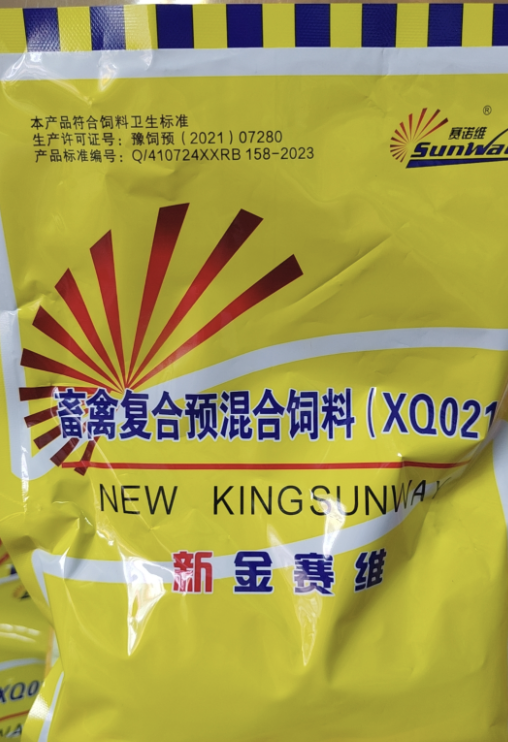 本产品符合饲料卫生标准
生产许可证号：豫饲预（2021）07280
产品标准编号：Q/410724XXRB 158-2023
®
赛诺维
SunWa
畜禽复合预混合饲料（XQ021
NEW KINGSUNWAY
新金赛维
XQ0
WA